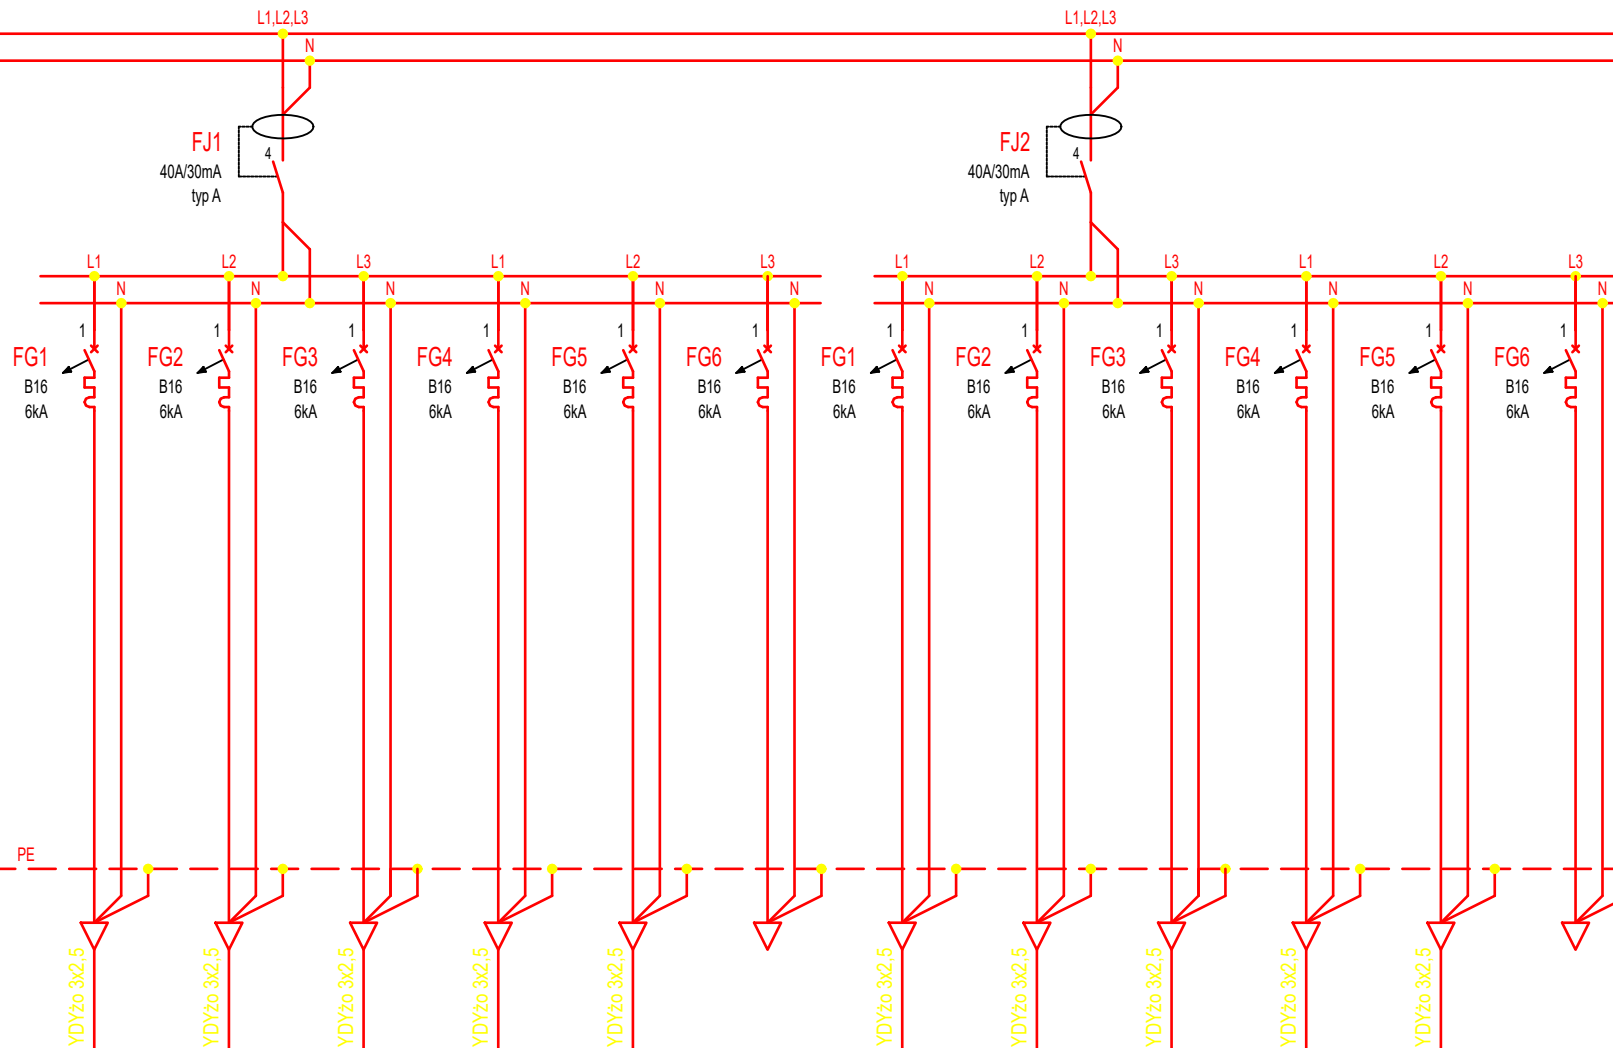 L1,L2,L3
L1,L2,L3
N
N
FJ1
4
40A/30mA
typ A
FJ2
4
40A/30mA
typ A
L1
L2
L3
L1
L2
L3
L1
L2
L3
L1
L2
L3
N
N
N
N
N
N
N
N
N
N
N
N
1
1
1
1
1
1
1
1
1
1
1
1
FG1
B16
6kA
FG2
B16
6kA
FG3
B16
6kA
FG4
B16
6kA
FG5
B16
6kA
FG6
B16
6kA
FG1
B16
6kA
FG2
B16
6kA
FG3
B16
6kA
FG4
B16
6kA
FG5
B16
6kA
FG6
B16
6kA
PE
YDYżo 3x2,5
YDYżo 3x2,5
YDYżo 3x2,5
YDYżo 3x2,5
YDYżo 3x2,5
YDYżo 3x2,5
YDYżo 3x2,5
YDYżo 3x2,5
YDYżo 3x2,5
YDYżo 3x2,5